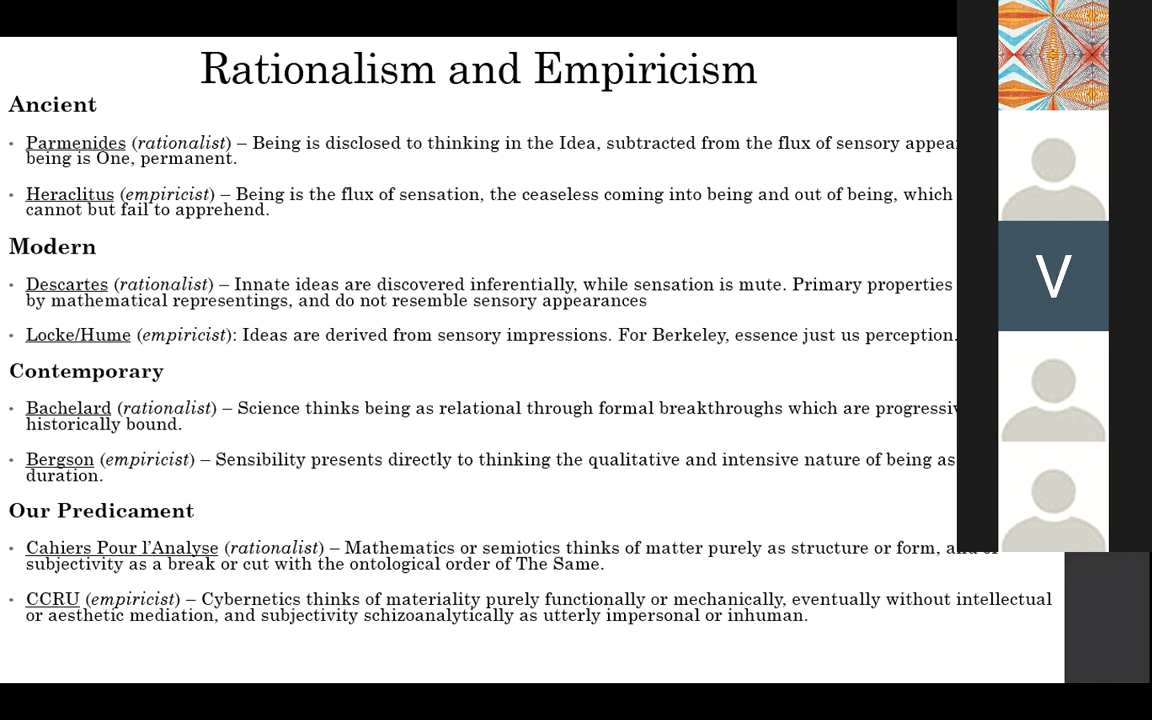 Rationalism and Empiricism
Ancient
• Parmenides (rationalist) – Being is disclosed to thinking in the Idea, subtracted from the flux of sensory
being is One, permanent.
• Heraclitus (empiricist) – Being is the flux of sensation, the ceaseless coming into being and out of being, which
cannot but fail to apprehend.
Modern
• Descartes (rationalist) – Innate ideas are discovered inferentially, while sensation is mute. Primary properties
by mathematical representings, and do not resemble sensory appearances
• Locke/Hume (empiricist): Ideas are derived from sensory impressions. For Berkeley, essence just us perception.
Contemporary
• Bachelard (rationalist) – Science thinks being as relational through formal breakthroughs which are
historically bound.
• Bergson (empiricist) – Sensibility presents directly to thinking the qualitative and intensive nature of being as
duration.
Our Predicament
• Cahiers Pour l'Analyse (rationalist) – Mathematics or semiotics thinks of matter purely as structure or form,
subjectivity as a break or cut with the ontological order of The Same.
• CCRU (empiricist) – Cybernetics thinks of materiality purely functionally or mechanically, eventually without intellectual
or aesthetic mediation, and subjectivity schizoanalytically as utterly impersonal or inhuman.
V